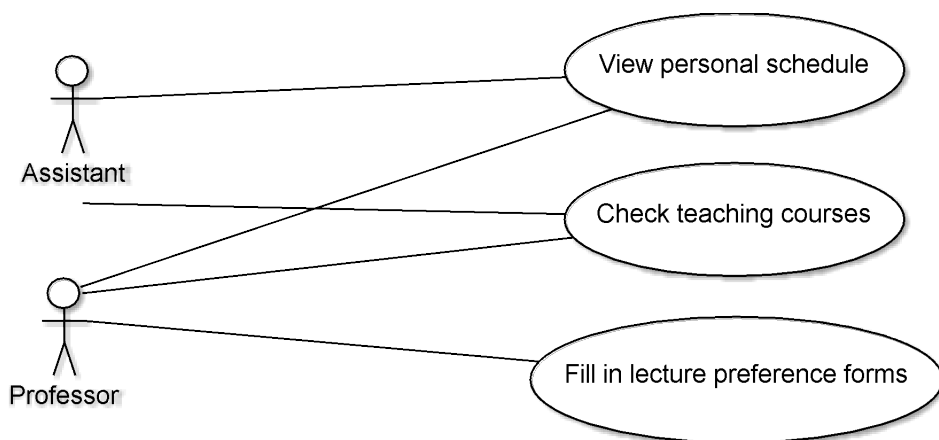 View personal schedule
Assistant
Check teaching courses
Fill in lecture preference forms
Professor